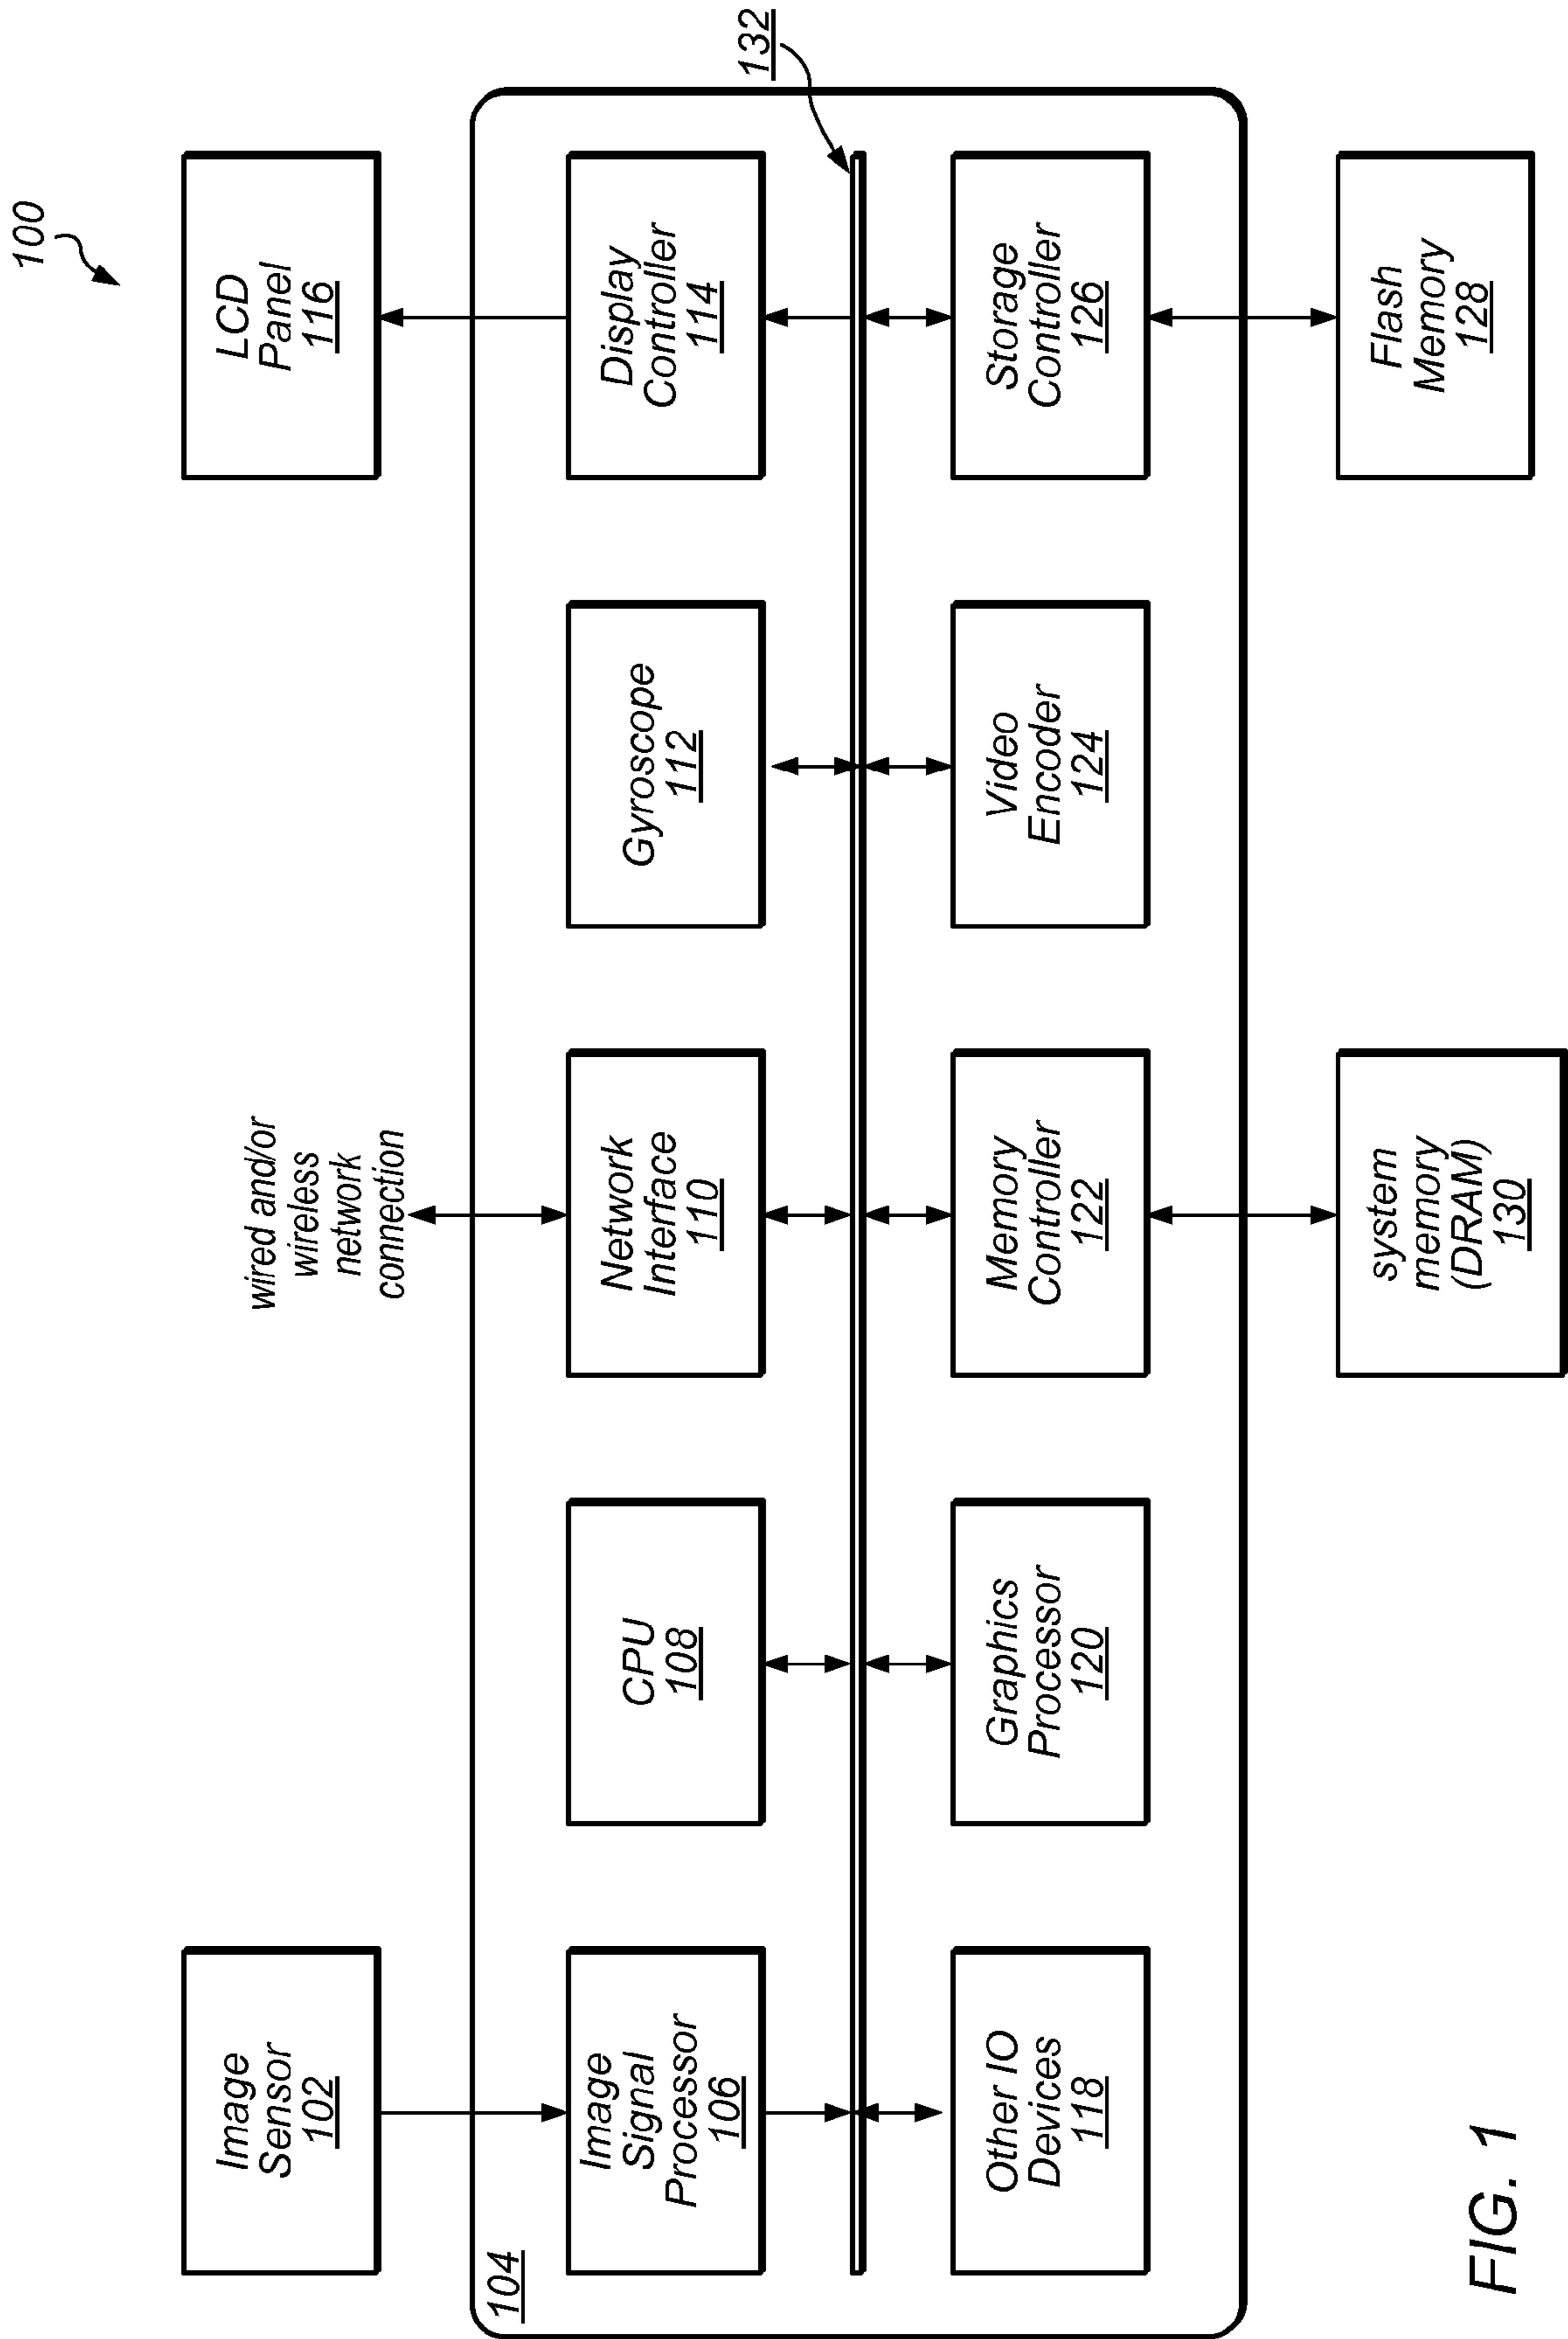 100
Image
Sensor
102
wired and/or
wireless
network
connection
LCD
Panel
116
104
Image
Signal
Processor
106
CPU
108
Network
Interface
110
Gyroscope
112
Display
Controller
114
132
Other IO
Devices
118
Graphics
Processor
120
Memory
Controller
122
Video
Encoder
124
Storage
Controller
126
system
memory
(DRAM)
130
Flash
Memory
128
FIG. 1